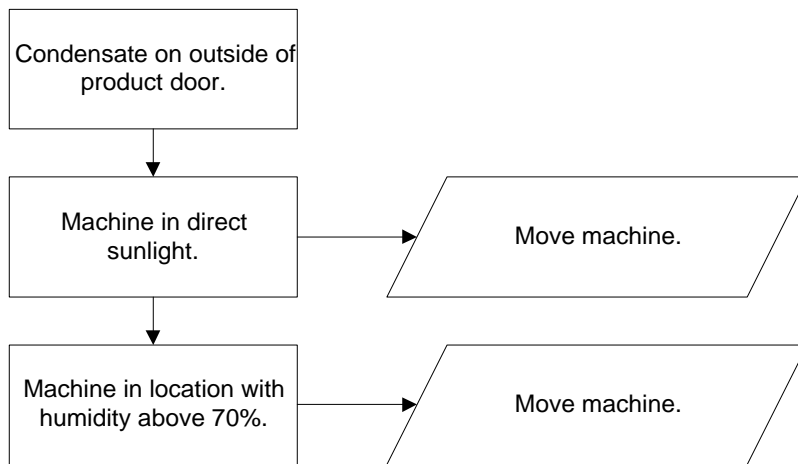 Condensate on outside of
product door.
Machine in direct
sunlight.
Move machine.
Machine in location with
humidity above 70%.
Move machine.